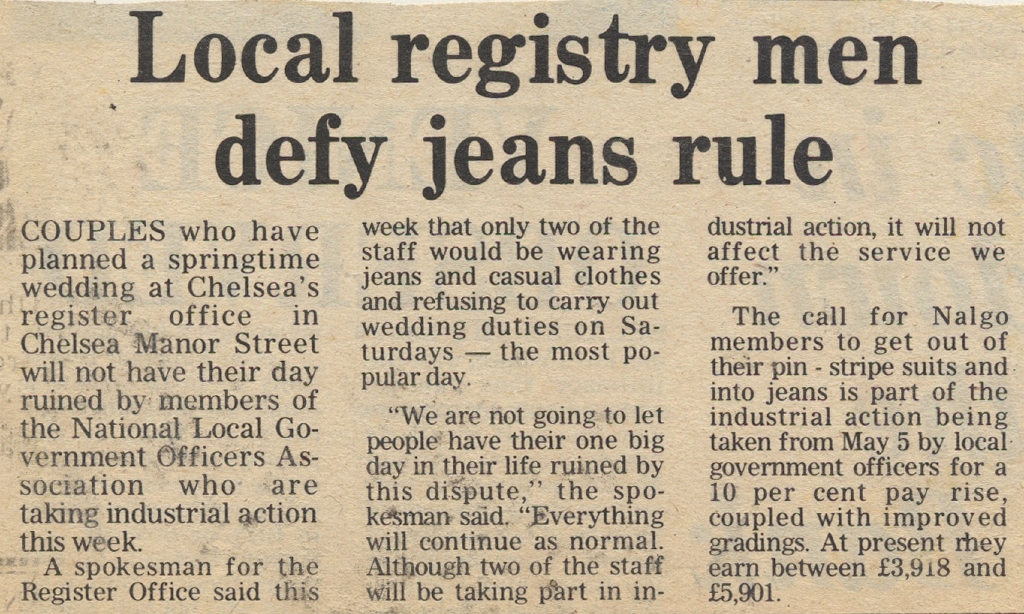 Local registry men
defy jeans rule
COUPLES who have
planned a springtime
wedding at Chelsea's
register office in
Chelsea Manor Street
will not have their day
ruined by members of
the National Local Go-
vernment Officers As-
sociation who are
taking industrial action
this week.
A spokesman for the
Register Office said this
week that only two of the
staff would be wearing
jeans and casual clothes
and refusing to carry out
wedding duties on Sa-
turdays — the most po-
pular day.
"We are not going to let
people have their one big
day in their life ruined by
this dispute,'' the spo-
kesman said. "Everything
will continue as normal.
Although two of the staff
will be taking part in in-
dustrial action, it will not
affect the service we
offer."
The call for Nalgo
members to get out of
their pin - stripe suits and
into jeans is part of the
industrial action being
taken from May 5 by local
government officers for a
10 per cent pay rise,
coupled with improved
gradings. At present rhey
earn between £3,918 and
£5,901.